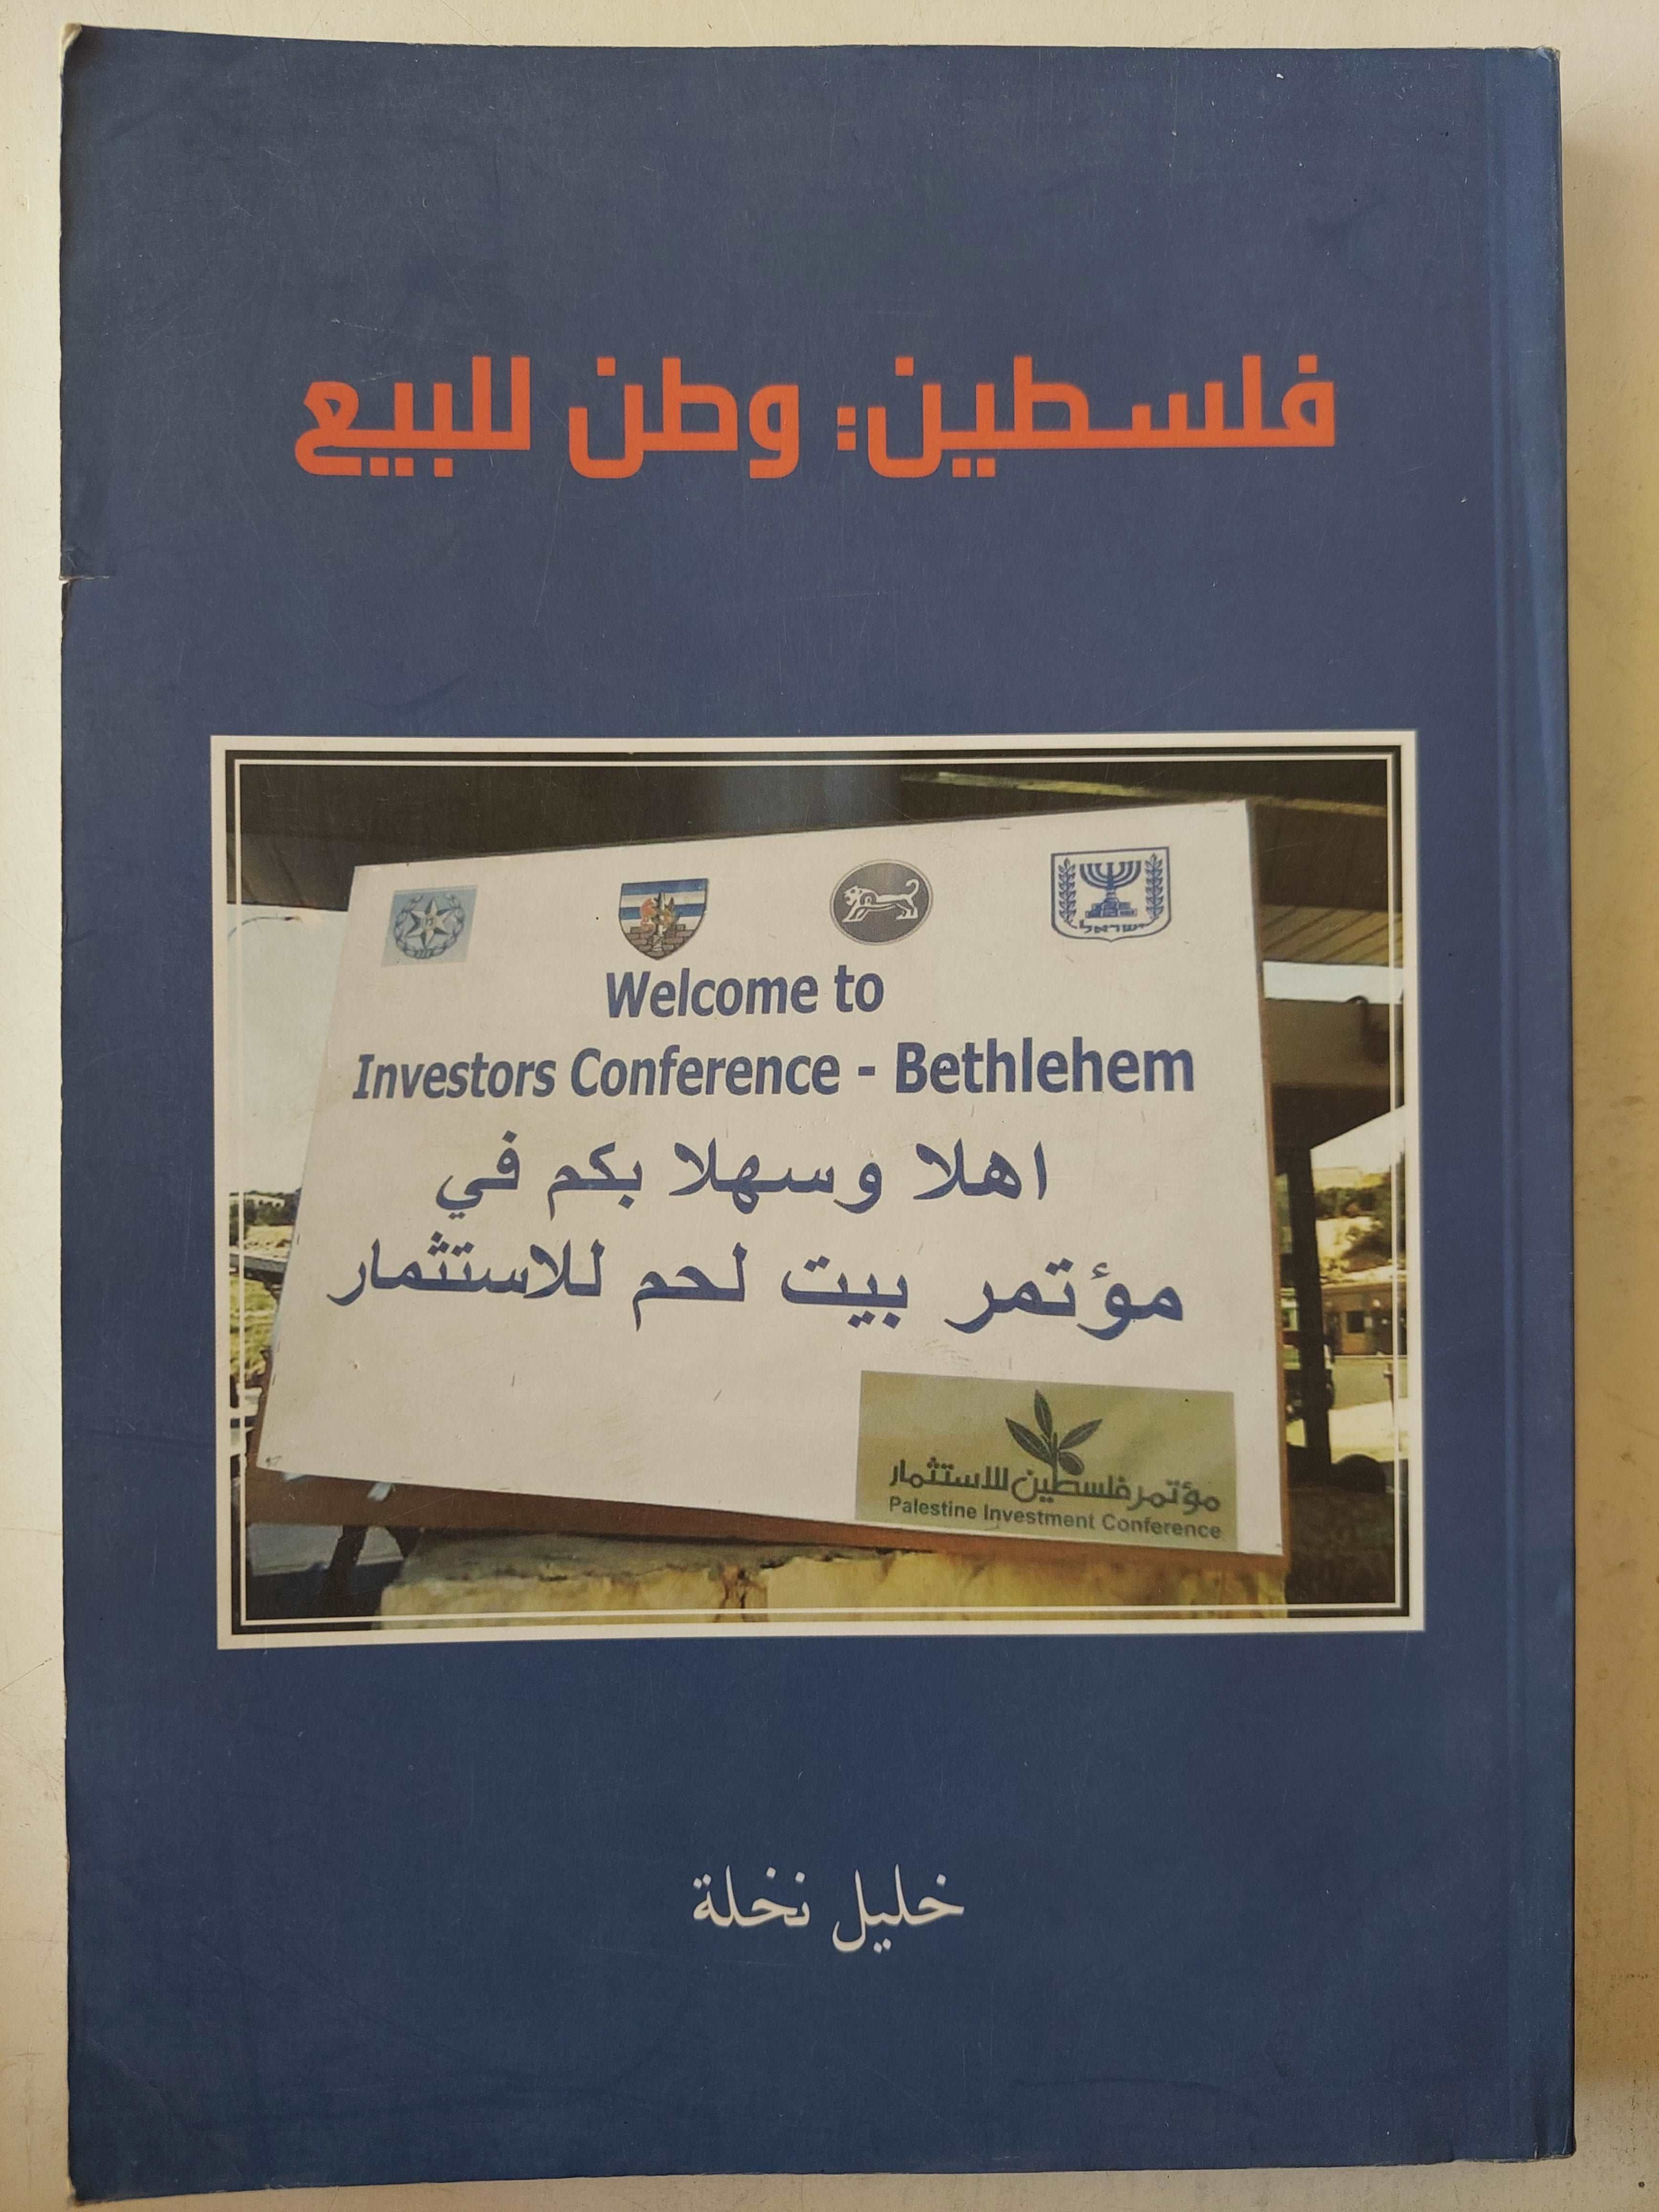 فلسطين: وطن للبيع
ישראל
Welcome to
Investors Conference - Bethlehem
اهلا وسهلا بكم في
مؤتمر بيت لحم للاستثمار
مؤتمر فلسطين للاستثمار
Palestine Investment Conference
خليل نخلة